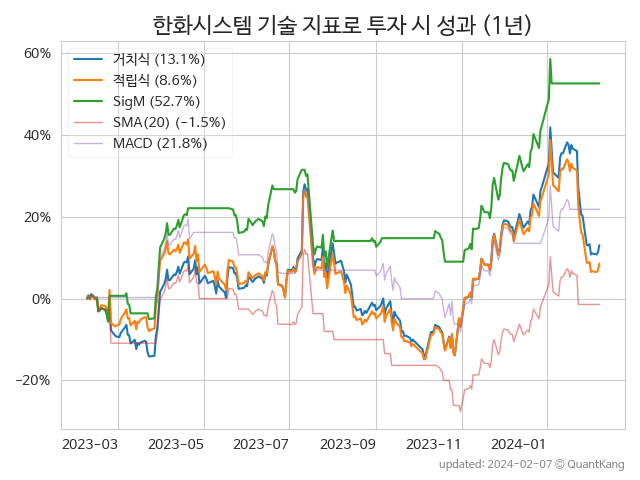 한화시스템 기술 지표로 투자 시 성과 (1년)
거치식 (13.1%)
적립식 (8.6%)
SigM (52.7%)
SMA(20) (−1.5%)
MACD (21.8%)
60%
40%
20%
0%
−20%
2023−03 2023−05 2023−07 2023−09 2023−11 2024−01
updated: 2024−02−07 © QuantKang